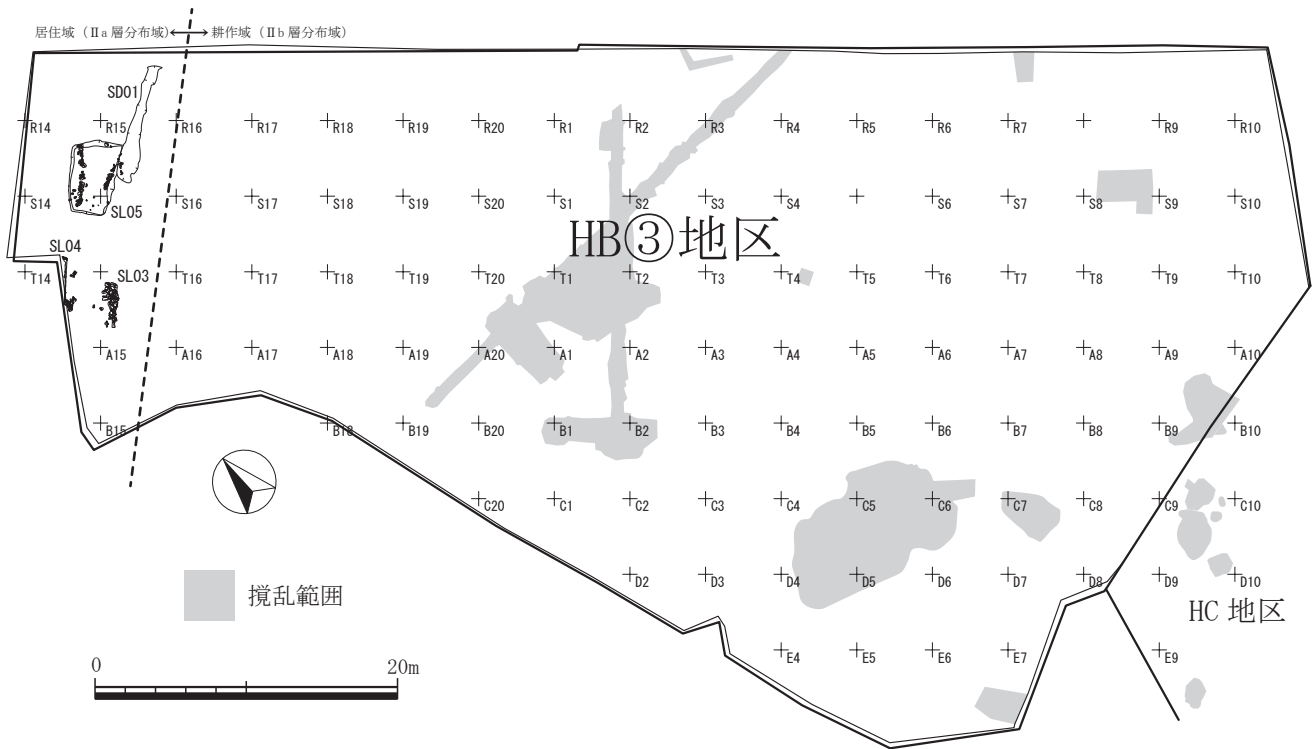 居住域（Ⅱa 層分布域）
耕作域（Ⅱb 層分布域）
SD01
R14 R15 R16 R17 R18 R19 R20 R1 R2 R3 R4 R5 R6 R7 R9 R10
S14 S16 S17 S18 S19 S20 S1 S2 S3 S4 S6 S7 S8 S9 S10
SL05
HB③地区
SL04
SL03
T14 T16 T17 T18 T19 T20 T1 T2 T3 T4 T5 T6 T7 T8 T9 T10
A15 A16 A17 A18 A19 A20 A1 A2 A3 A4 A5 A6 A7 A8 A9 A10
B15 B18 B19 B20 B1 B2 B3 B4 B5 B6 B7 B8 B9 B10
C20 C1 C2 C3 C4 C5 C6 C7 C8 C9 C10
D2 D3 D4 D5 D6 D7 D8 D9 D10
撹乱範囲
HC 地区
E4 E5 E6 E7 E9
0 20m